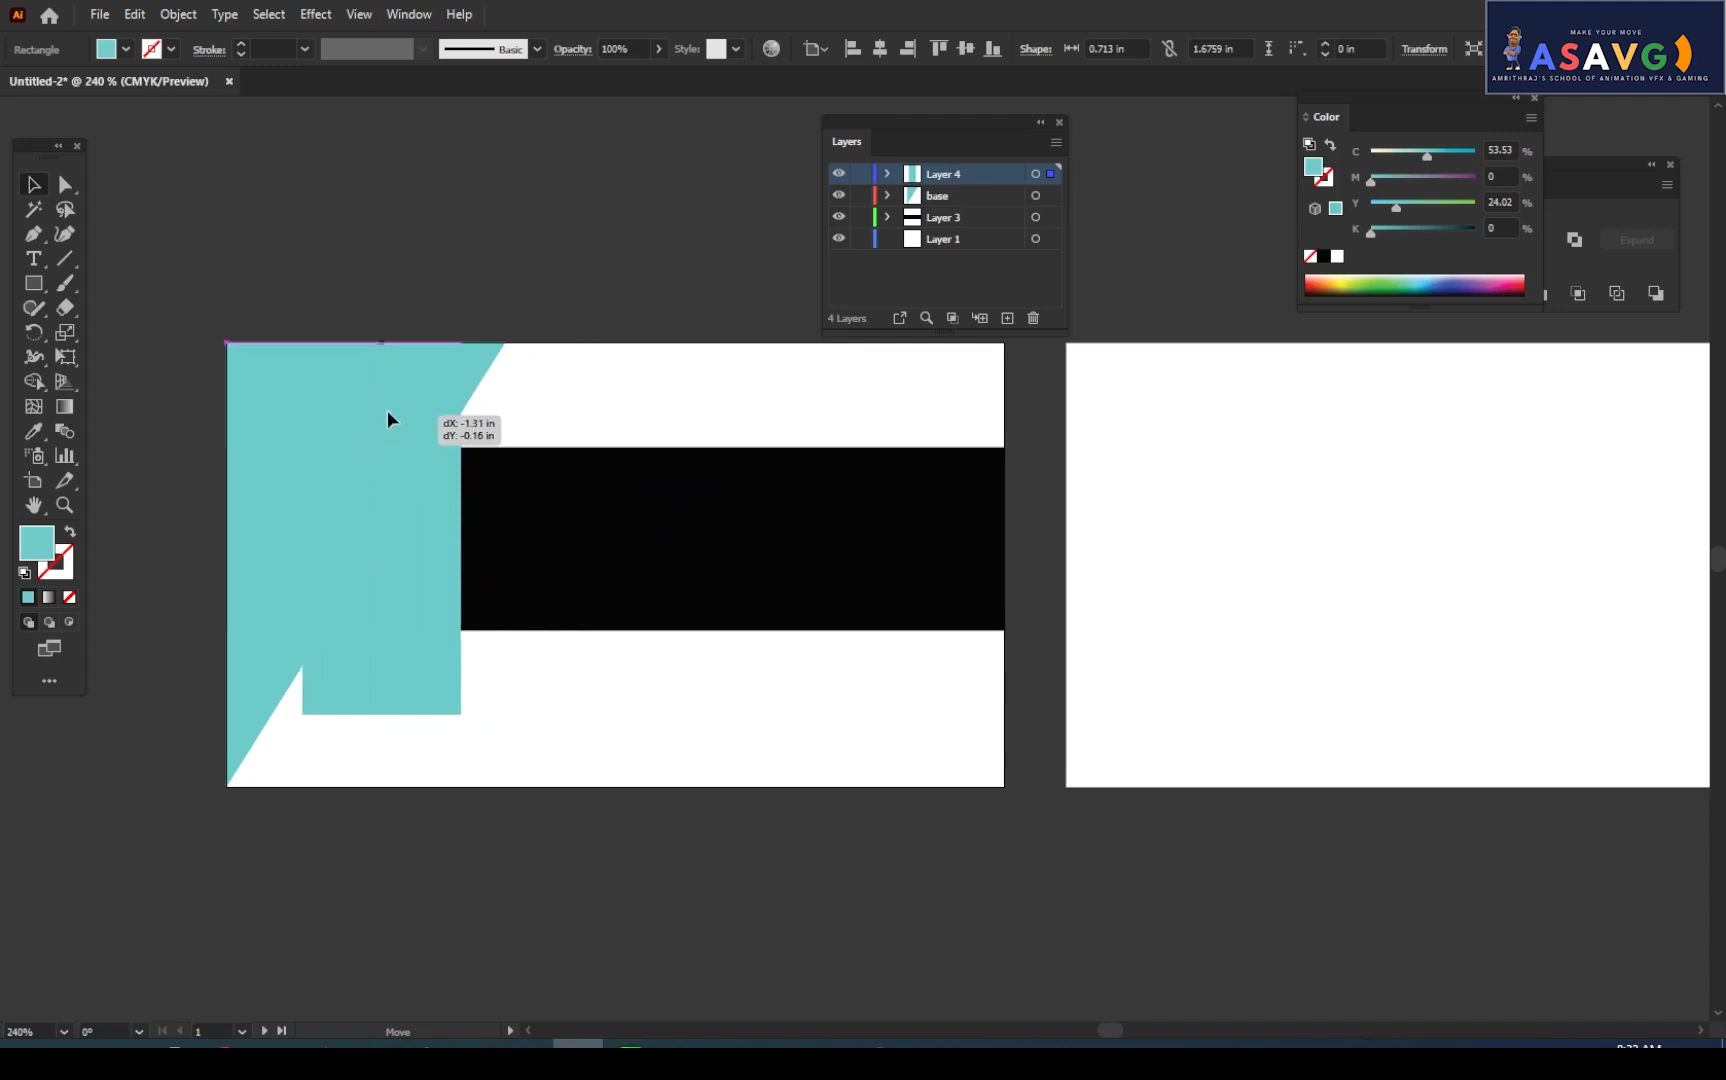 File Edit Object Type Select Effect View Window Help
Rectangle Stroke: Basic Opacity: 100% Style: Shape: 0.713 in 1.6759 in 0 in Transform
MAKE YOUR MOVE
ASAVG
AMRITHRAJ'S SCHOOL OF ANIMATION VFX & GAMING
Untitled-2* @ 240 % (CMYK/Preview)
Layers
Layer 4
base
Layer 3
Layer 1
4 Layers
Color
C 53.53 %
M 0 %
Y 24.02 %
K 0 %
Expand
dX: -1.31 in
dY: -0.16 in
240% 0° 1 Move